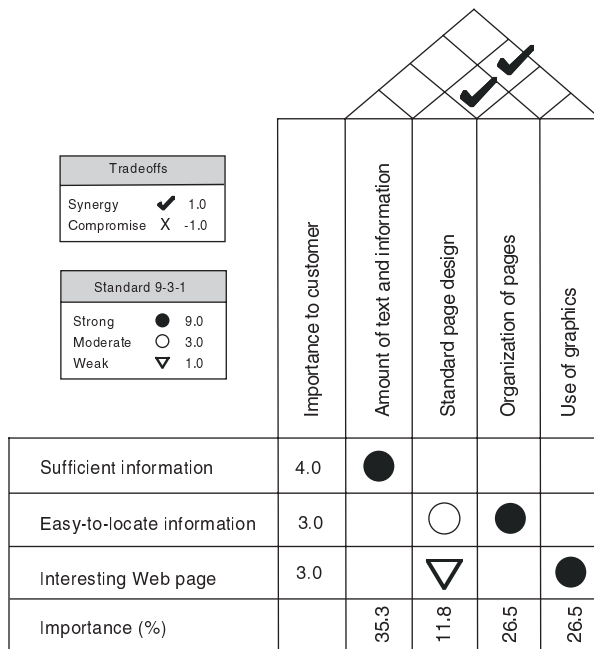 Tradeoffs
Synergy ✔ 1.0
Compromise X -1.0
Standard 9-3-1
Strong ● 9.0
Moderate ○ 3.0
Weak ▽ 1.0
Importance to customer
Amount of text and information
Standard page design
Organization of pages
Use of graphics
Sufficient information 4.0
Easy-to-locate information 3.0
Interesting Web page 3.0
Importance (%) 35.3 11.8 26.5 26.5